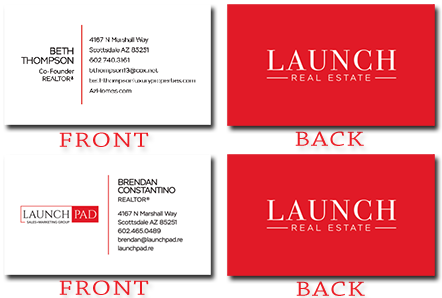 BETH
THOMPSON
Co-Founder
REALTOR®
4167 N Marshall Way
Scottsdale AZ 85251
602.740.3161
bthompson13@cox.net
bethathompsonluxuryproperties.com
AzHomes.com
FRONT
LAUNCH
REAL ESTATE
BACK
LAUNCH PAD
SALES+MARKETING GROUP
BRENDAN
CONSTANTINO
REALTOR®
4167 N Marshall Way
Scottsdale AZ 85251
602.465.0489
brendan@launchpad.re
launchpad.re
FRONT
LAUNCH
REAL ESTATE
BACK